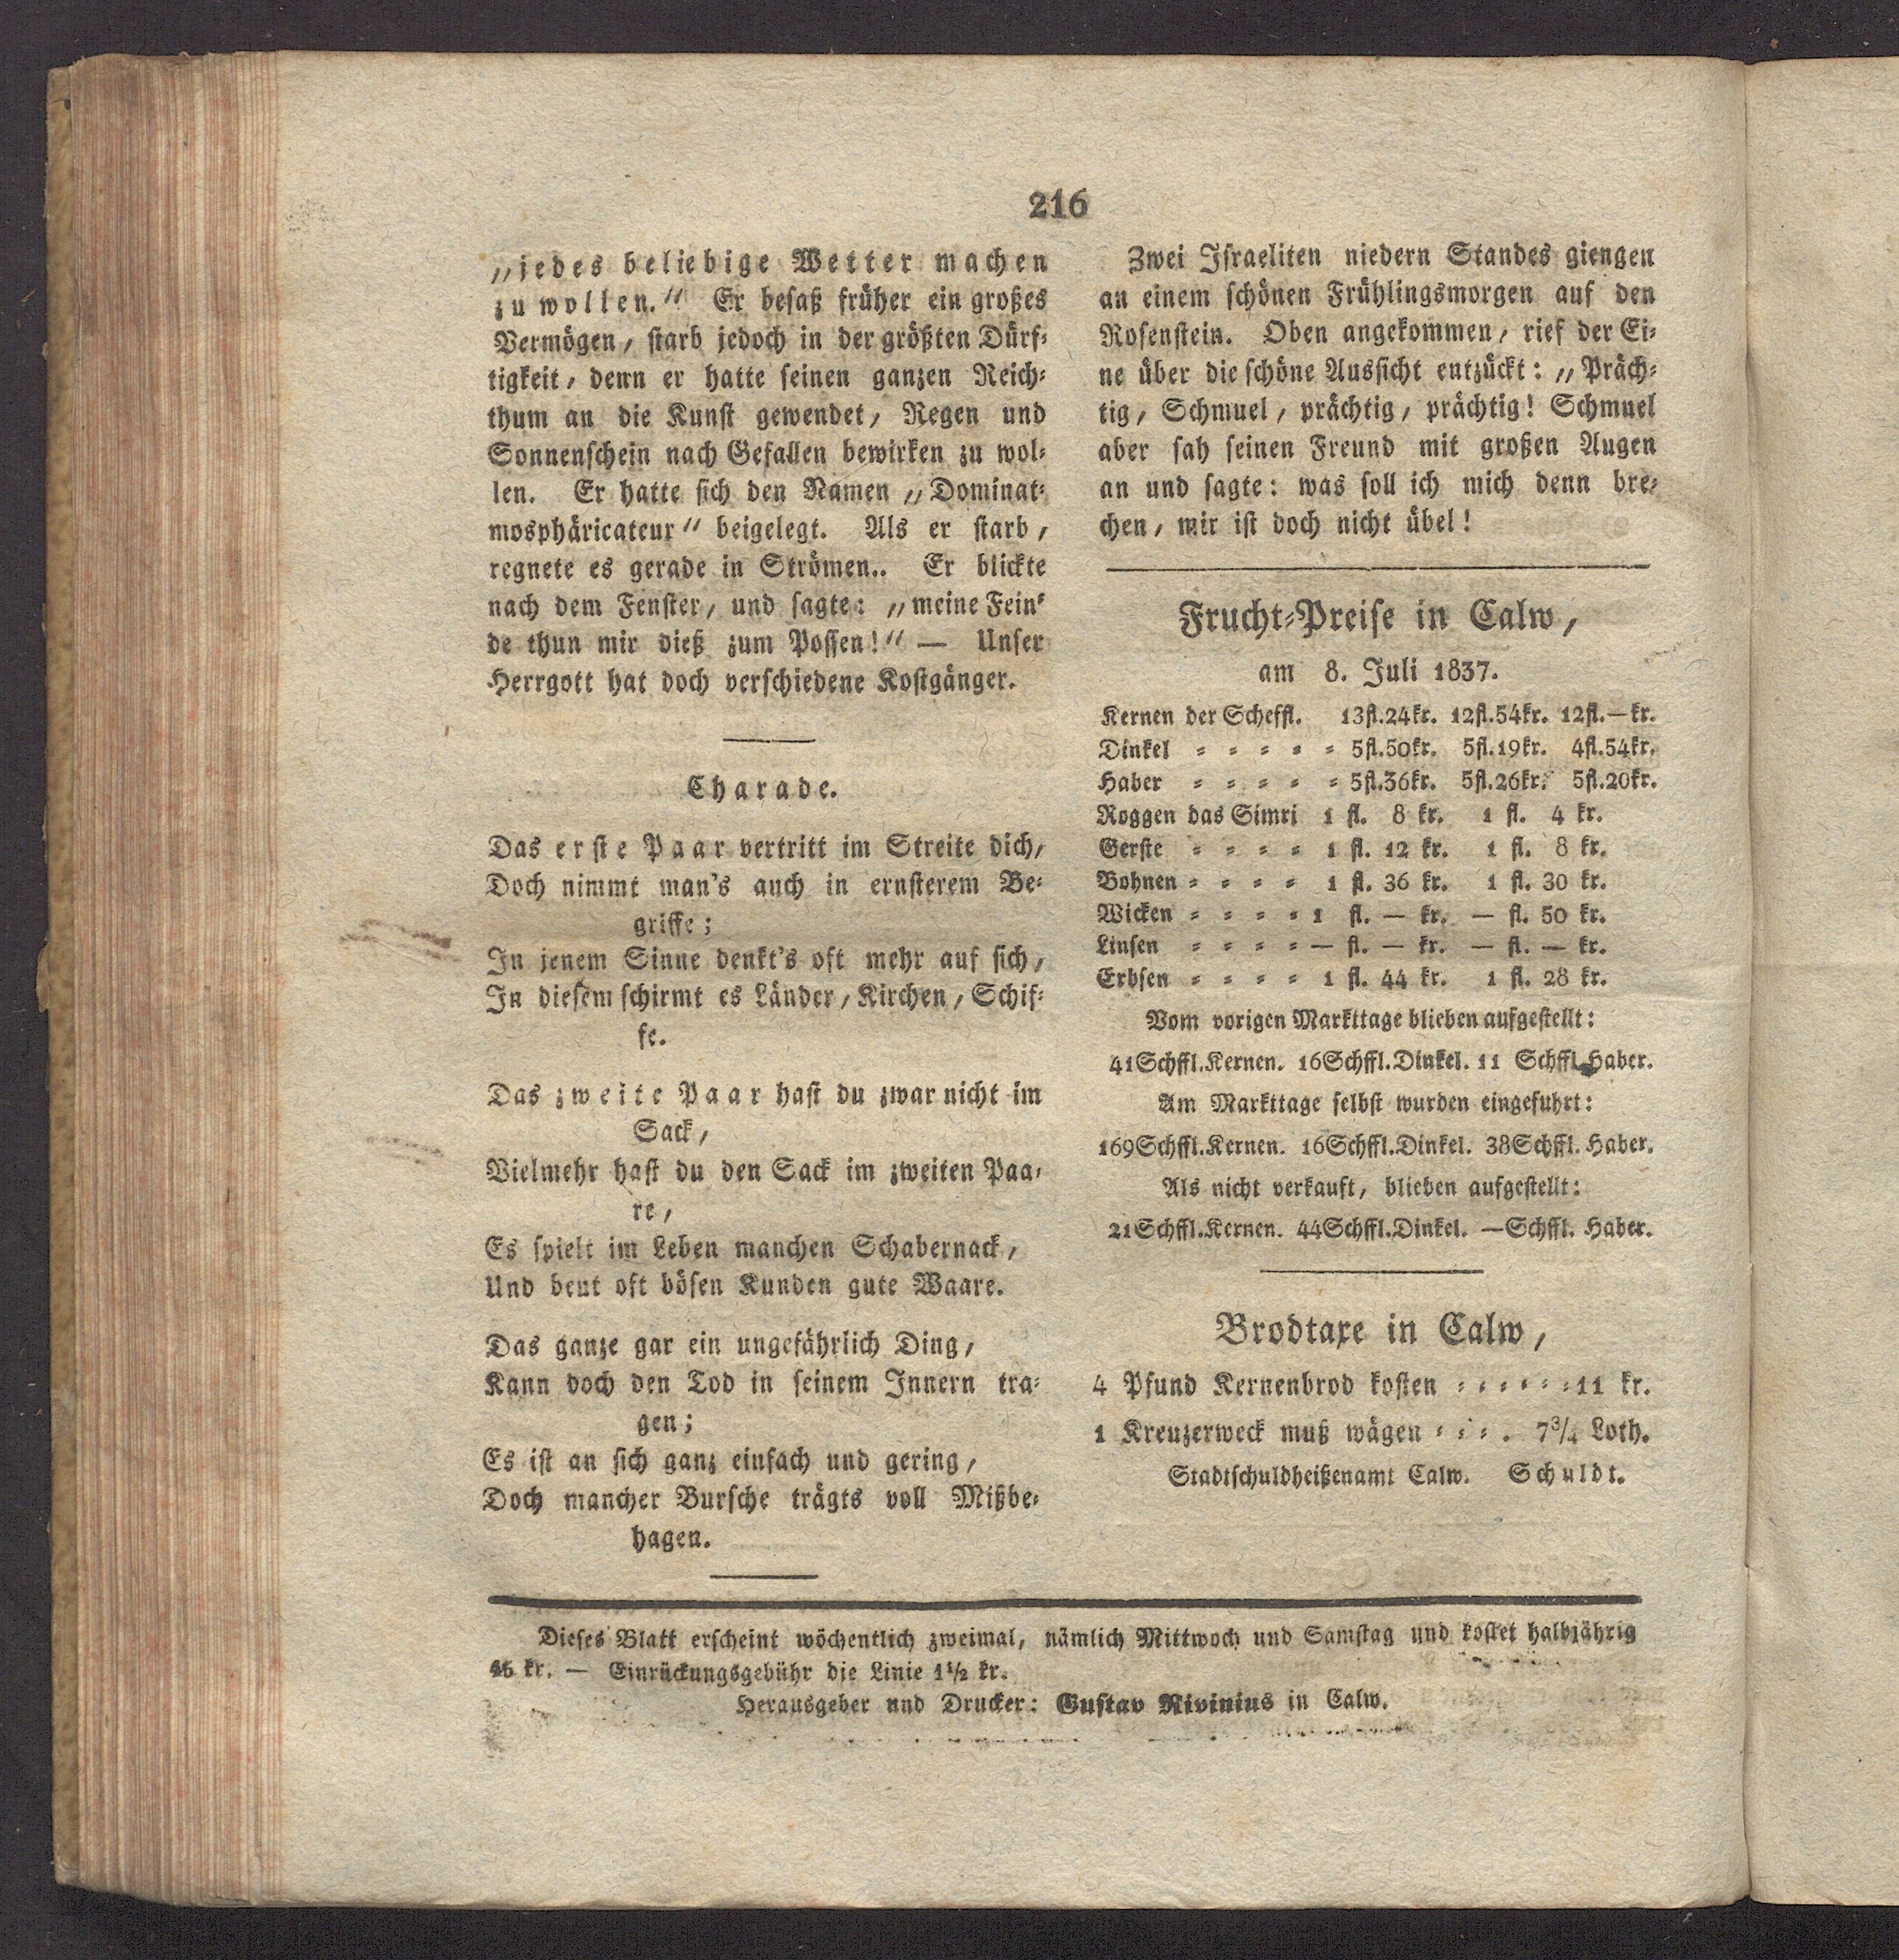 216
„jedes beliebige Wetter machen
zu wollen.“ Er besaß früher ein großes
Vermögen, starb jedoch in der größten Dürf-
tigkeit, denn er hatte seinen ganzen Reich-
thum an die Kunst gewendet, Regen und
Sonnenschein nach Gefallen bewirken zu wol-
len. Er hatte sich den Namen „Dominat-
mosphäricateur“ beigelegt. Als er starb,
regnete es gerade in Strömen.. Er blickte
nach dem Fenster, und sagte: „meine Fein-
de thun mir dieß zum Possen!“ — Unser
Herrgott hat doch verschiedene Kostgänger.
Charade.
Das erste Paar vertritt im Streite dich,
Doch nimmt man's auch in ernsterem Be-
griffe;
In jenem Sinne denkt's oft mehr auf sich,
In diesem schirmt es Länder, Kirchen, Schif-
fe.
Das zweite Paar hast du zwar nicht im
Sack,
Vielmehr hast du den Sack im zweiten Paa-
re,
Es spielt im Leben manchen Schabernack,
Und beut oft bösen Kunden gute Waare.
Das ganze gar ein ungefährlich Ding,
Kann doch den Tod in seinem Innern tra-
gen;
Es ist an sich ganz einfach und gering,
Doch mancher Bursche trägts voll Mißbe-
hagen.
Zwei Israeliten niedern Standes giengen
an einem schönen Frühlingsmorgen auf den
Rosenstein. Oben angekommen, rief der Ei-
ne über die schöne Aussicht entzückt: „Präch-
tig, Schmuel, prächtig, prächtig! Schmuel
aber sah seinen Freund mit großen Augen
an und sagte: was soll ich mich denn bre-
chen, mir ist doch nicht übel!
Frucht-Preise in Calw,
am 8. Juli 1837.
Kernen der Scheffl. 13fl.24kr. 12fl.54kr. 12fl.—kr.
Dinkel - - - - - 5fl.50kr. 5fl.19kr. 4fl.54kr.
Haber - - - - - 5fl.36kr. 5fl.26kr. 5fl.20kr.
Roggen das Simri 1 fl. 8 kr. 1 fl. 4 kr.
Gerste - - - - 1 fl. 12 kr. 1 fl. 8 kr.
Bohnen - - - - 1 fl. 36 kr. 1 fl. 30 kr.
Wicken - - - - 1 fl. — kr. — fl. 50 kr.
Linsen - - - - — fl. — kr. — fl. — kr.
Erbsen - - - - 1 fl. 44 kr. 1 fl. 28 kr.
Vom vorigen Markttage blieben aufgestellt:
41Schffl.Kernen. 16Schffl.Dinkel. 11 Schffl.Haber.
Am Markttage selbst wurden eingefuhrt:
169Schffl.Kernen. 16Schffl.Dinkel. 38Schffl. Haber.
Als nicht verkauft, blieben aufgestellt:
21Schffl.Kernen. 44Schffl.Dinkel. —Schffl. Haber.
Brodtaxe in Calw,
4 Pfund Kernenbrod kosten - - - - - - 11 kr.
1 Kreuzerweck muß wägen - - - . 7 3/4 Loth.
Stadtschuldheißenamt Calw. Schuldt.
Dieses Blatt erscheint wöchentlich zweimal, nämlich Mittwoch und Samstag und kostet halbjährig
kr. — Einrückungsgebühr die Linie 1 1/2 kr.
Herausgeber und Drucker: Gustav Rivinius in Calw.